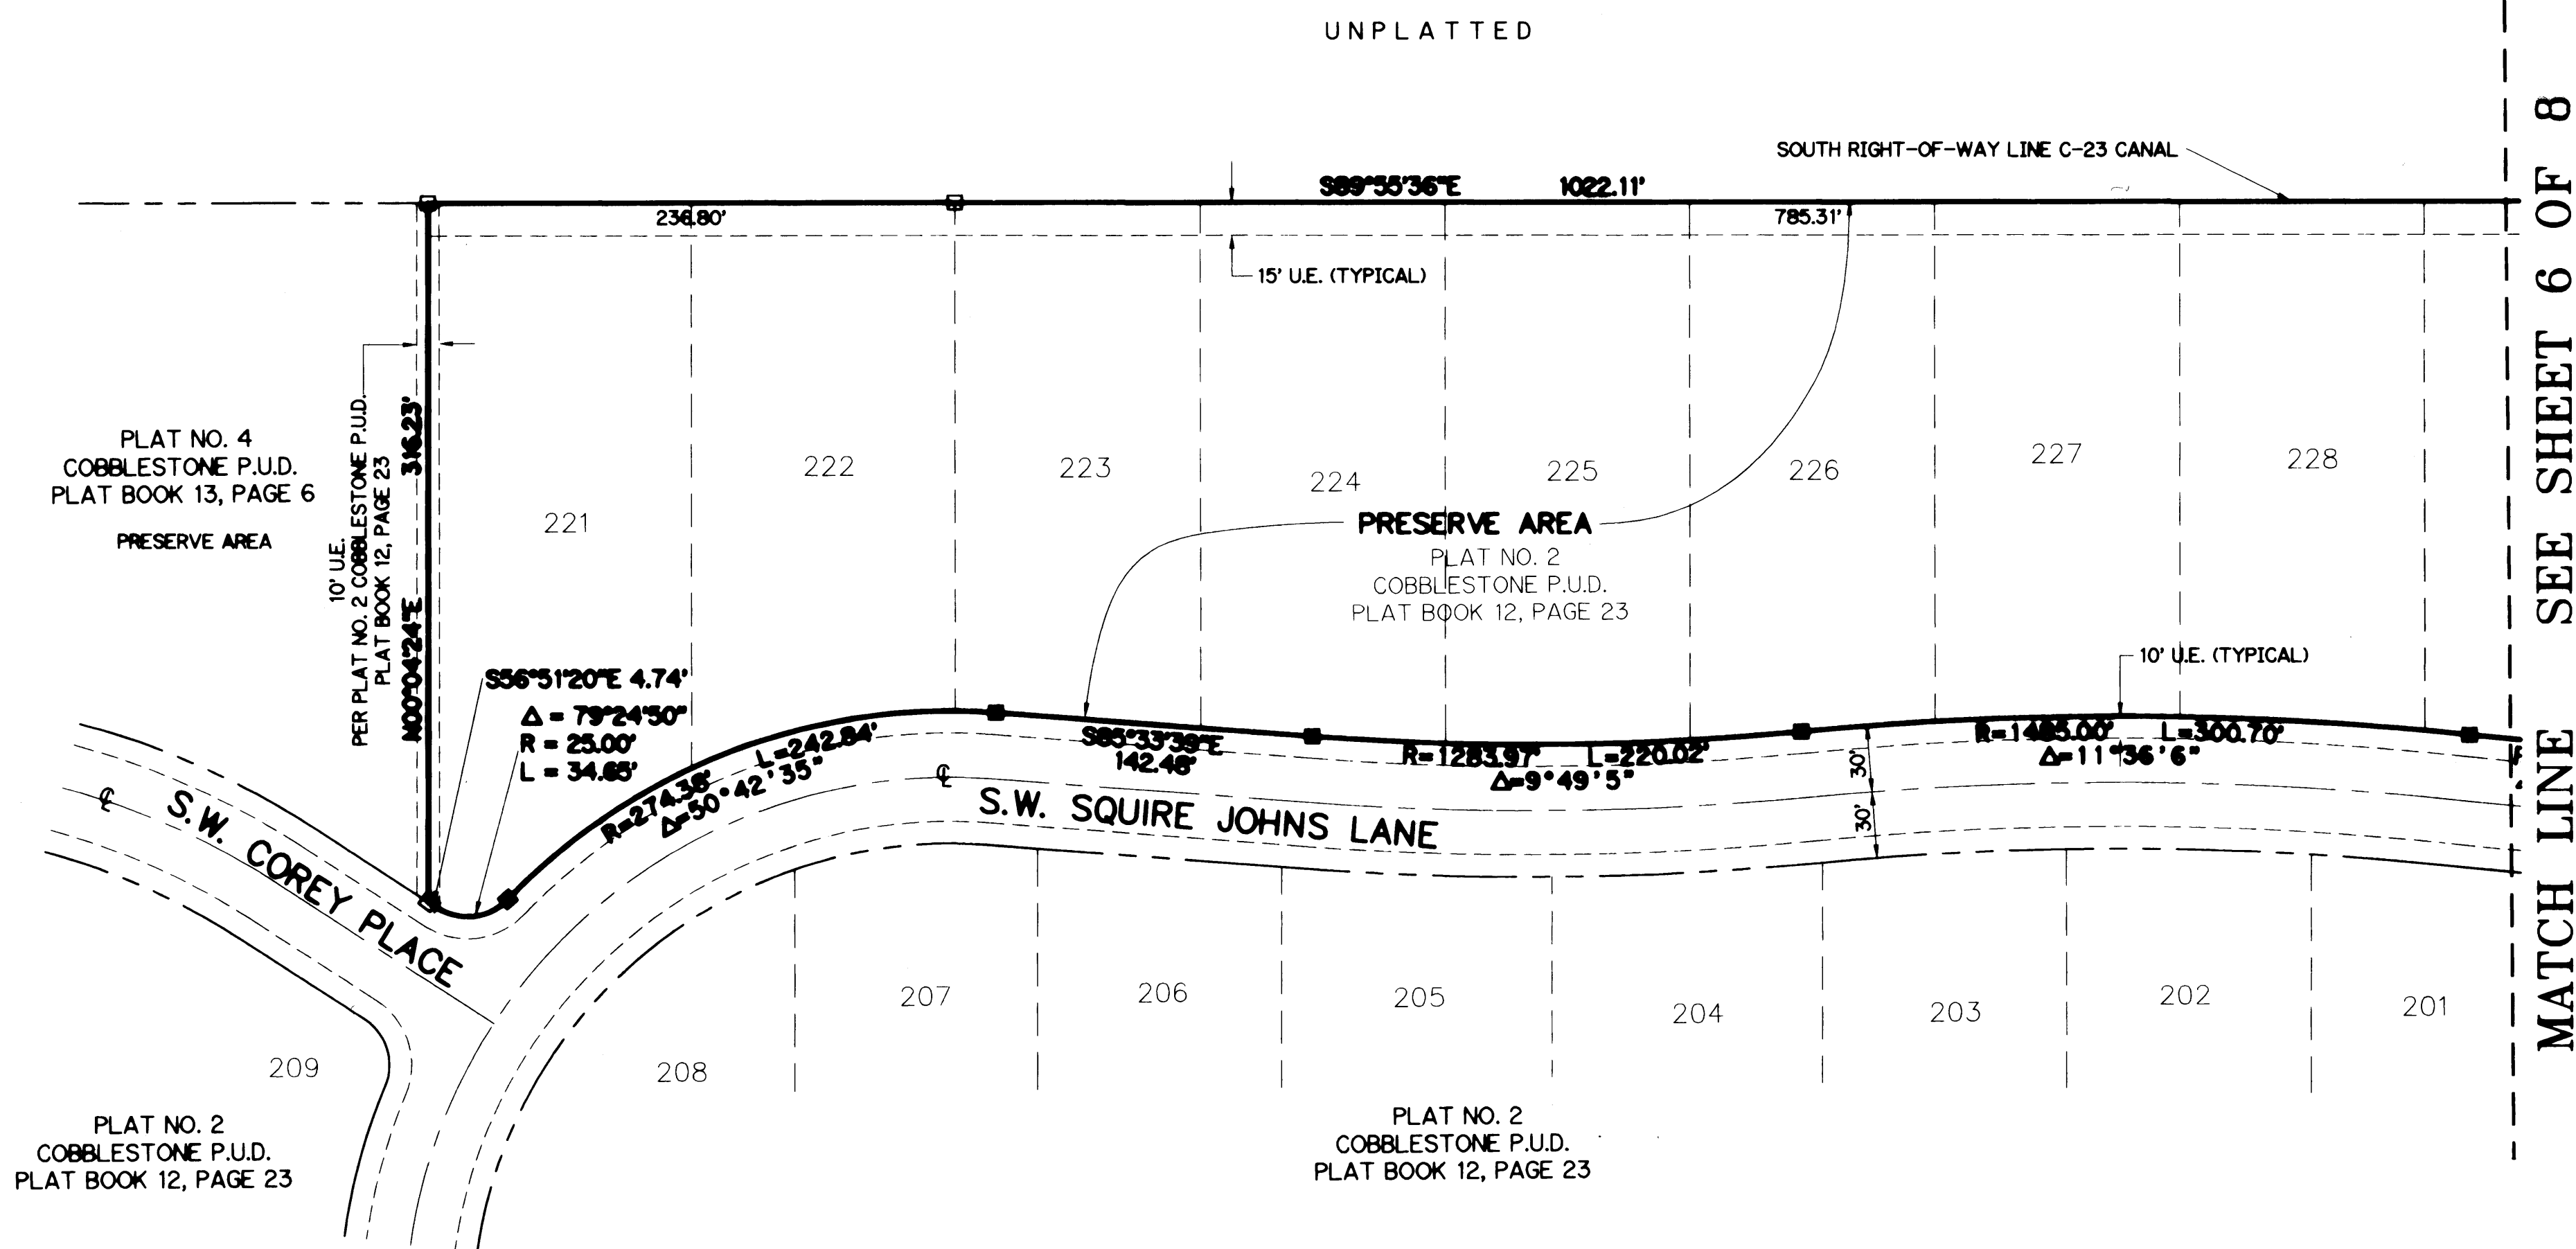 UNPLATTED
SOUTH RIGHT-OF-WAY LINE C-23 CANAL
S89°55'36"E 1022.11'
236.80'
785.31'
15' U.E. (TYPICAL)
PLAT NO. 4
COBBLESTONE P.U.D.
PLAT BOOK 13, PAGE 6
PRESERVE AREA
10' U.E.
PER PLAT NO. 2 COBBLESTONE P.U.D.
PLAT BOOK 12, PAGE 23
N00°04'24"E 316.23'
221
222
223
224
225
226
227
228
PRESERVE AREA
PLAT NO. 2
COBBLESTONE P.U.D.
PLAT BOOK 12, PAGE 23
10' U.E. (TYPICAL)
S56°51'20"E 4.74'
Δ = 79°24'50"
R = 25.00'
L = 34.65'
R=274.38' L=242.84'
Δ=50°42'35"
S85°33'39"E
142.48'
R=1283.97' L=220.02'
Δ=9°49'5"
R=1485.00' L=300.70'
Δ=11°36'6"
30'
30'
℄
℄
S.W. COREY PLACE
S.W. SQUIRE JOHNS LANE
209
208
207
206
205
204
203
202
201
PLAT NO. 2
COBBLESTONE P.U.D.
PLAT BOOK 12, PAGE 23
PLAT NO. 2
COBBLESTONE P.U.D.
PLAT BOOK 12, PAGE 23
MATCH LINE SEE SHEET 6 OF 8